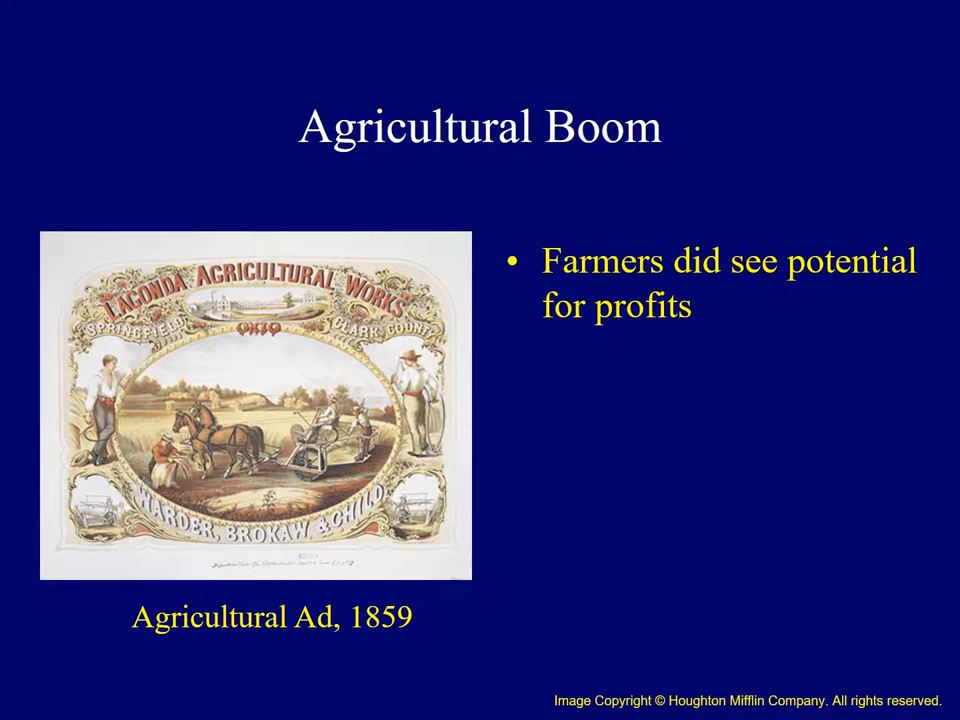 Agricultural Boom
LAGONDA AGRICULTURAL WORKS
SPRINGFIELD OHIO CLARK COUNTY
WARDER, BROKAW, & CHILD
Agricultural Ad, 1859
• Farmers did see potential
for profits
Image Copyright © Houghton Mifflin Company. All rights reserved.